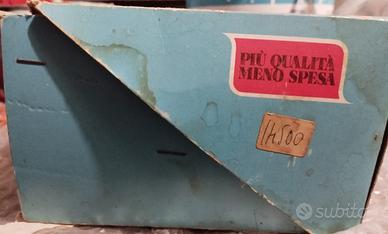 PIÙ QUALITÀ
MENO SPESA
14500
subito